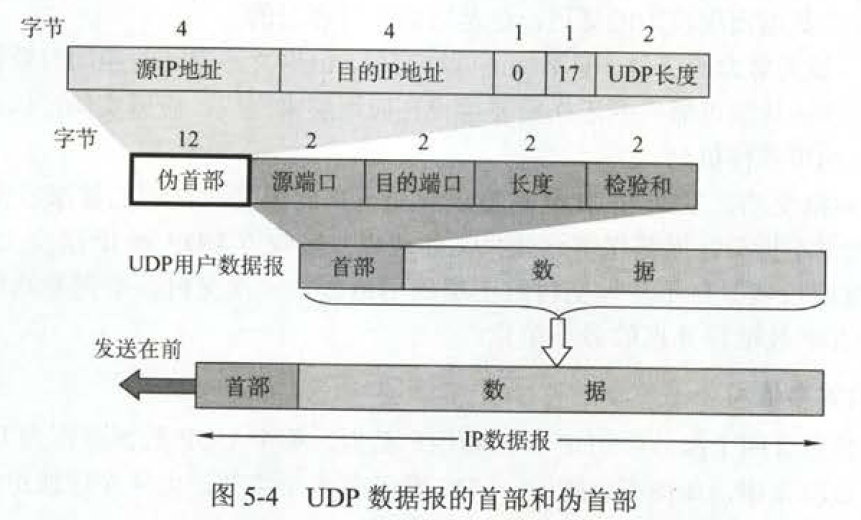 字节 4 4 1 1 2
源IP地址 目的IP地址 0 17 UDP长度
字节 12 2 2 2 2
伪首部 源端口 目的端口 长度 检验和
UDP用户数据报 首部 数 据
发送在前
首部 数 据
IP数据报
图 5-4 UDP 数据报的首部和伪首部